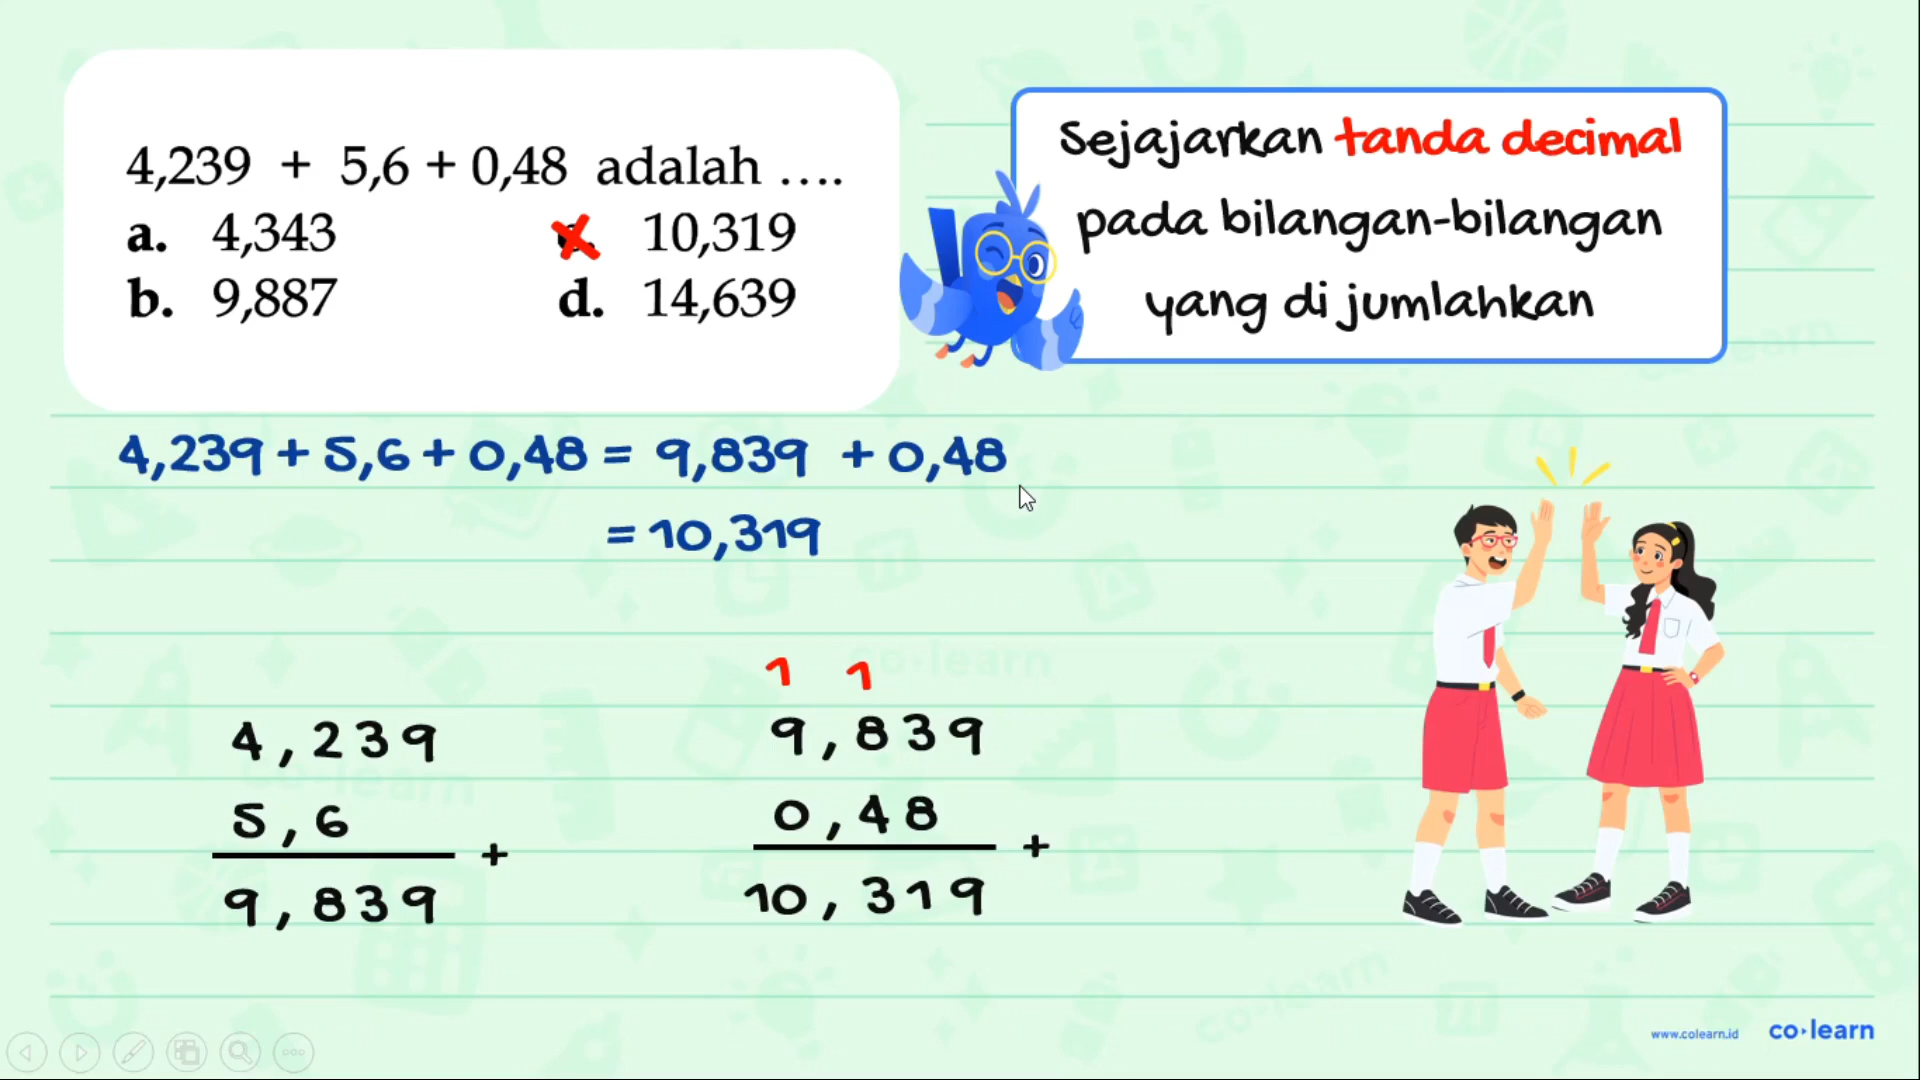 4,239 + 5,6 + 0,48 adalah ....
a. 4,343 10,319
b. 9,887 d. 14,639
Sejajarkan tanda decimal
pada bilangan-bilangan
yang di jumlahkan
4,239 + 5,6 + 0,48 = 9,839 + 0,48
= 10,319
4,239
5,6
+
9,839
1 1
9,839
0,48
+
10,319
www.colearn.id co·learn